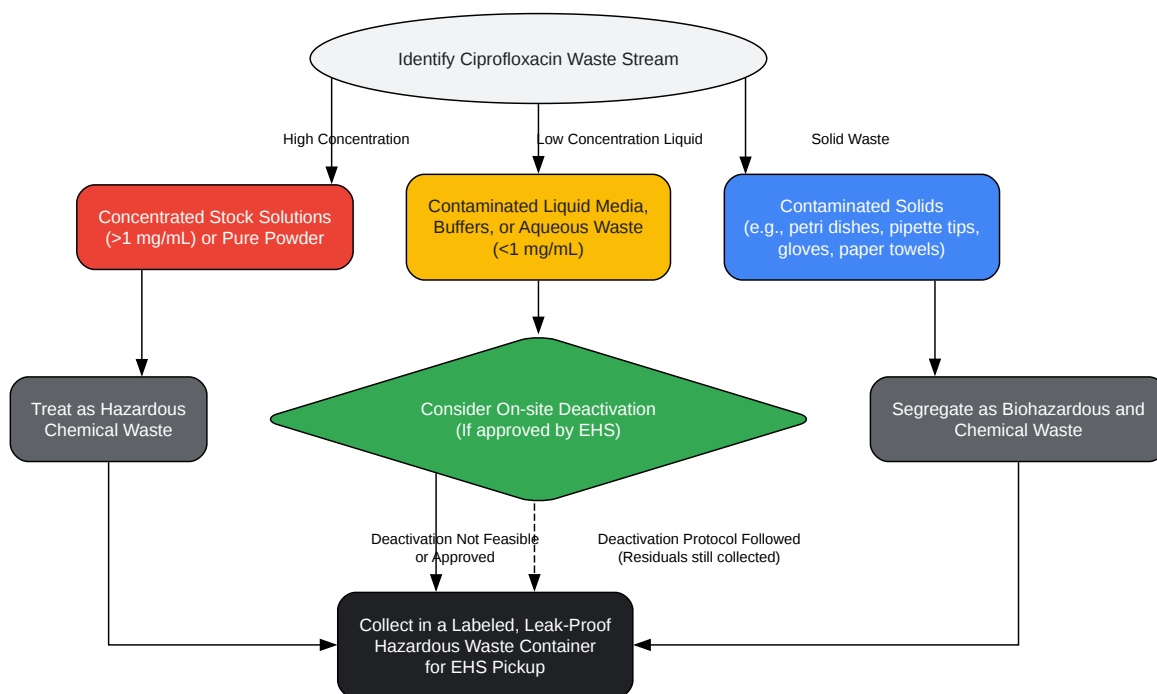 Identify Ciprofloxacin Waste Stream
High Concentration
Low Concentration Liquid
Solid Waste
Concentrated Stock Solutions
(>1 mg/mL) or Pure Powder
Contaminated Liquid Media,
Buffers, or Aqueous Waste
(<1 mg/mL)
Contaminated Solids
(e.g., petri dishes, pipette tips,
gloves, paper towels)
Treat as Hazardous
Chemical Waste
Consider On-site Deactivation
(If approved by EHS)
Segregate as Biohazardous and
Chemical Waste
Deactivation Not Feasible
or Approved
Deactivation Protocol Followed
(Residuals still collected)
Collect in a Labeled, Leak-Proof
Hazardous Waste Container
for EHS Pickup